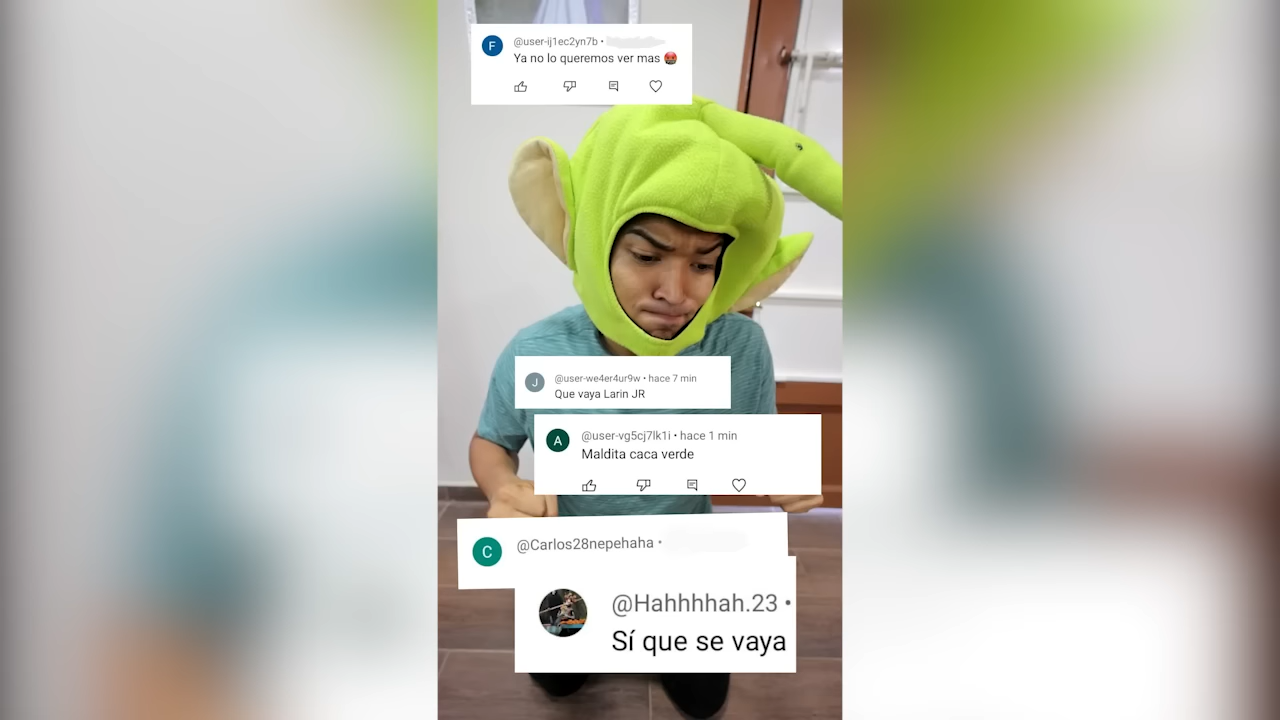 F
@user-ij1ec2yn7b •
Ya no lo queremos ver mas 🤬
J
@user-we4er4ur9w • hace 7 min
Que vaya Larin JR
A
@user-vg5cj7lk1i • hace 1 min
Maldita caca verde
C
@Carlos28nepehaha •
@Hahhhhah.23 •
Sí que se vaya